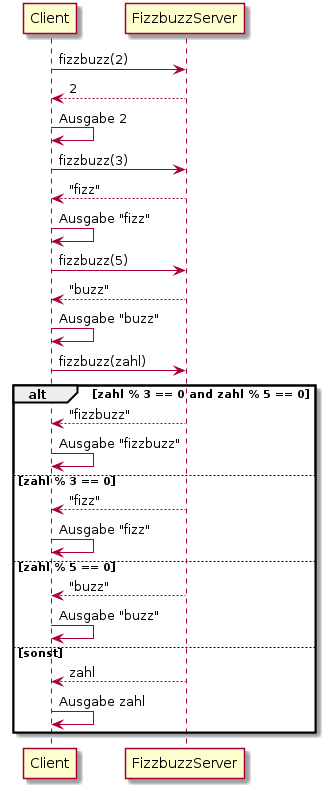 Client FizzbuzzServer
fizzbuzz(2)
2
Ausgabe 2
fizzbuzz(3)
"fizz"
Ausgabe "fizz"
fizzbuzz(5)
"buzz"
Ausgabe "buzz"
fizzbuzz(zahl)
alt [zahl % 3 == 0 and zahl % 5 == 0]
"fizzbuzz"
Ausgabe "fizzbuzz"
[zahl % 3 == 0]
"fizz"
Ausgabe "fizz"
[zahl % 5 == 0]
"buzz"
Ausgabe "buzz"
[sonst]
zahl
Ausgabe zahl
Client FizzbuzzServer